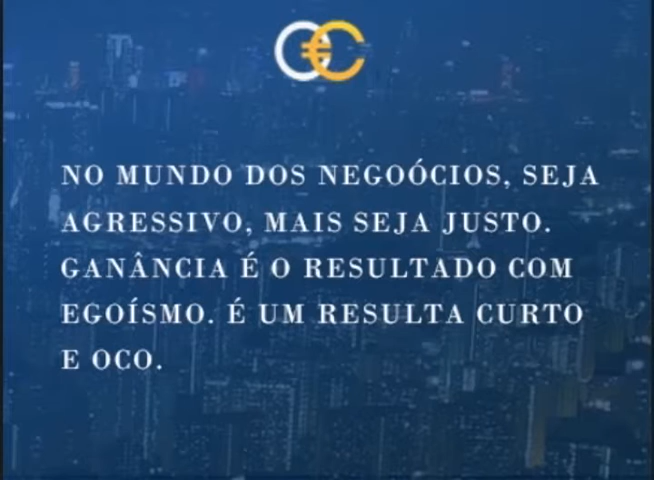 NO MUNDO DOS NEGOÓCIOS, SEJA
AGRESSIVO, MAIS SEJA JUSTO.
GANÂNCIA É O RESULTADO COM
EGOÍSMO. É UM RESULTA CURTO
E OCO.